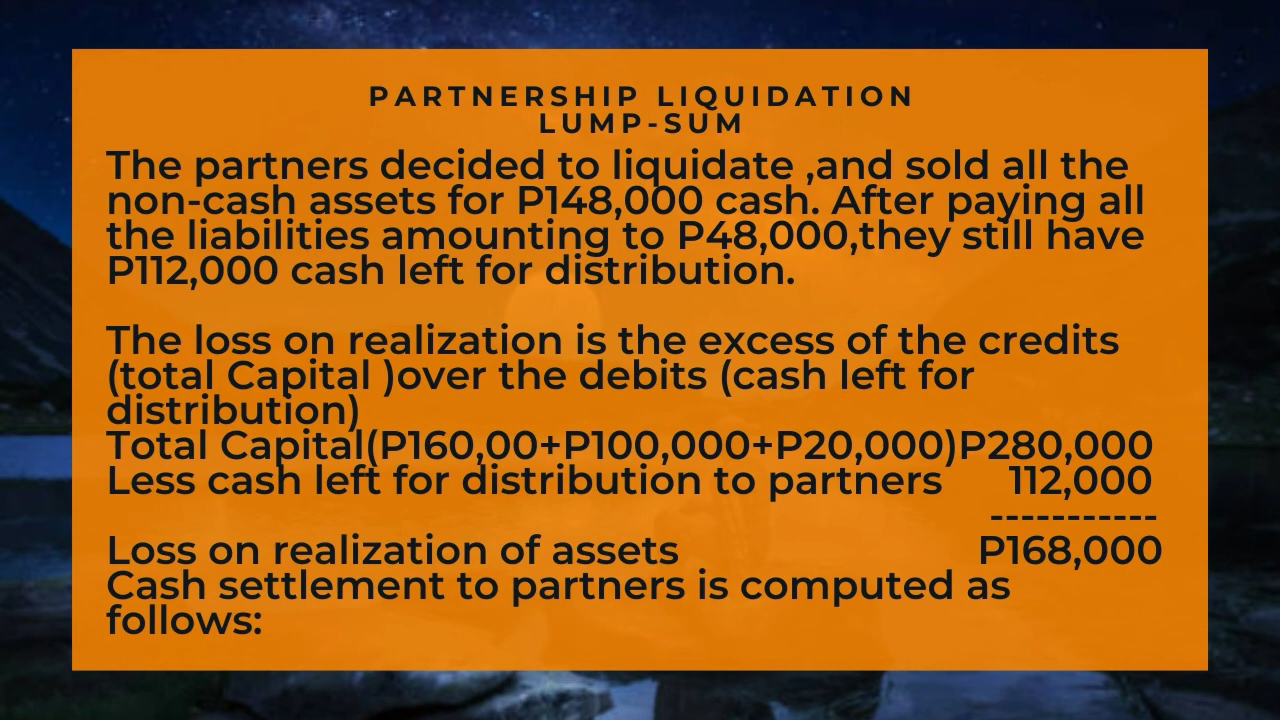 PARTNERSHIP LIQUIDATION
LUMP-SUM
The partners decided to liquidate ,and sold all the
non-cash assets for P148,000 cash. After paying all
the liabilities amounting to P48,000,they still have
P112,000 cash left for distribution.
The loss on realization is the excess of the credits
(total Capital )over the debits (cash left for
distribution)
Total Capital(P160,00+P100,000+P20,000)P280,000
Less cash left for distribution to partners 112,000
-----------
Loss on realization of assets P168,000
Cash settlement to partners is computed as
follows: